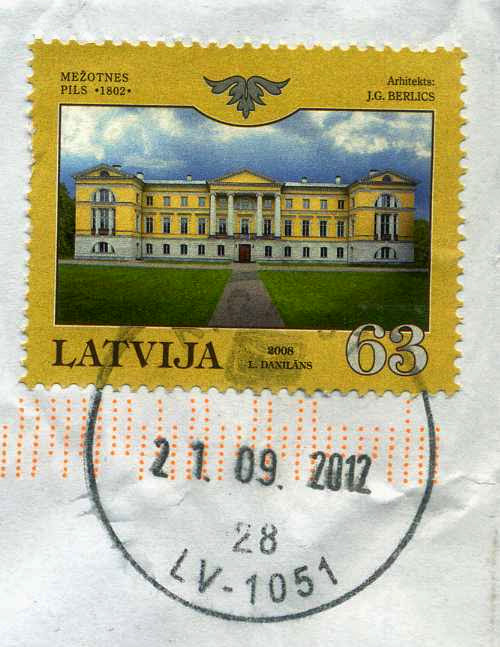 MEŽOTNES
PILS •1802•
Arhitekts:
J.G. BERLICS
LATVIJA
2008
L. DANILĀNS
63
21.09.2012
28
LV-1051